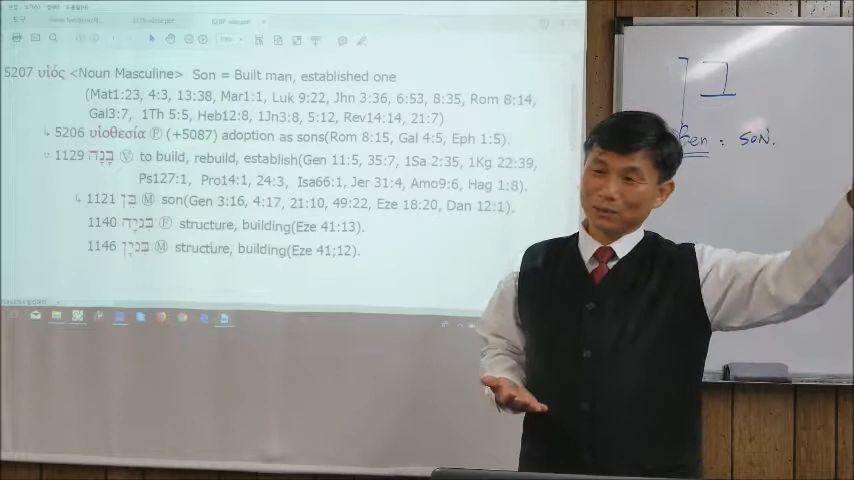 5207 υἱός <Noun Masculine> Son = Built man, established one
(Mat1:23, 4:3, 13:38, Mar1:1, Luk 9:22, Jhn 3:36, 6:53, 8:35, Rom 8:14,
Gal3:7, 1Th 5:5, Heb12:8, 1Jn3:8, 5:12, Rev14:14, 21:7)
5206 υἱοθεσία Ⓕ (+5087) adoption as sons(Rom 8:15, Gal 4:5, Eph 1:5).
1129 בָּנָה Ⓥ to build, rebuild, establish(Gen 11:5, 35:7, 1Sa 2:35, 1Kg 22:39,
Ps127:1, Pro14:1, 24:3, Isa66:1, Jer 31:4, Amo9:6, Hag 1:8).
1121 בֵּן Ⓜ son(Gen 3:16, 4:17, 21:10, 49:22, Eze 18:20, Dan 12:1).
1140 בִּנְיָה Ⓕ structure, building(Eze 41:13).
1146 בִּנְיָן Ⓜ structure, building(Eze 41;12).
ב
Ben : SON.